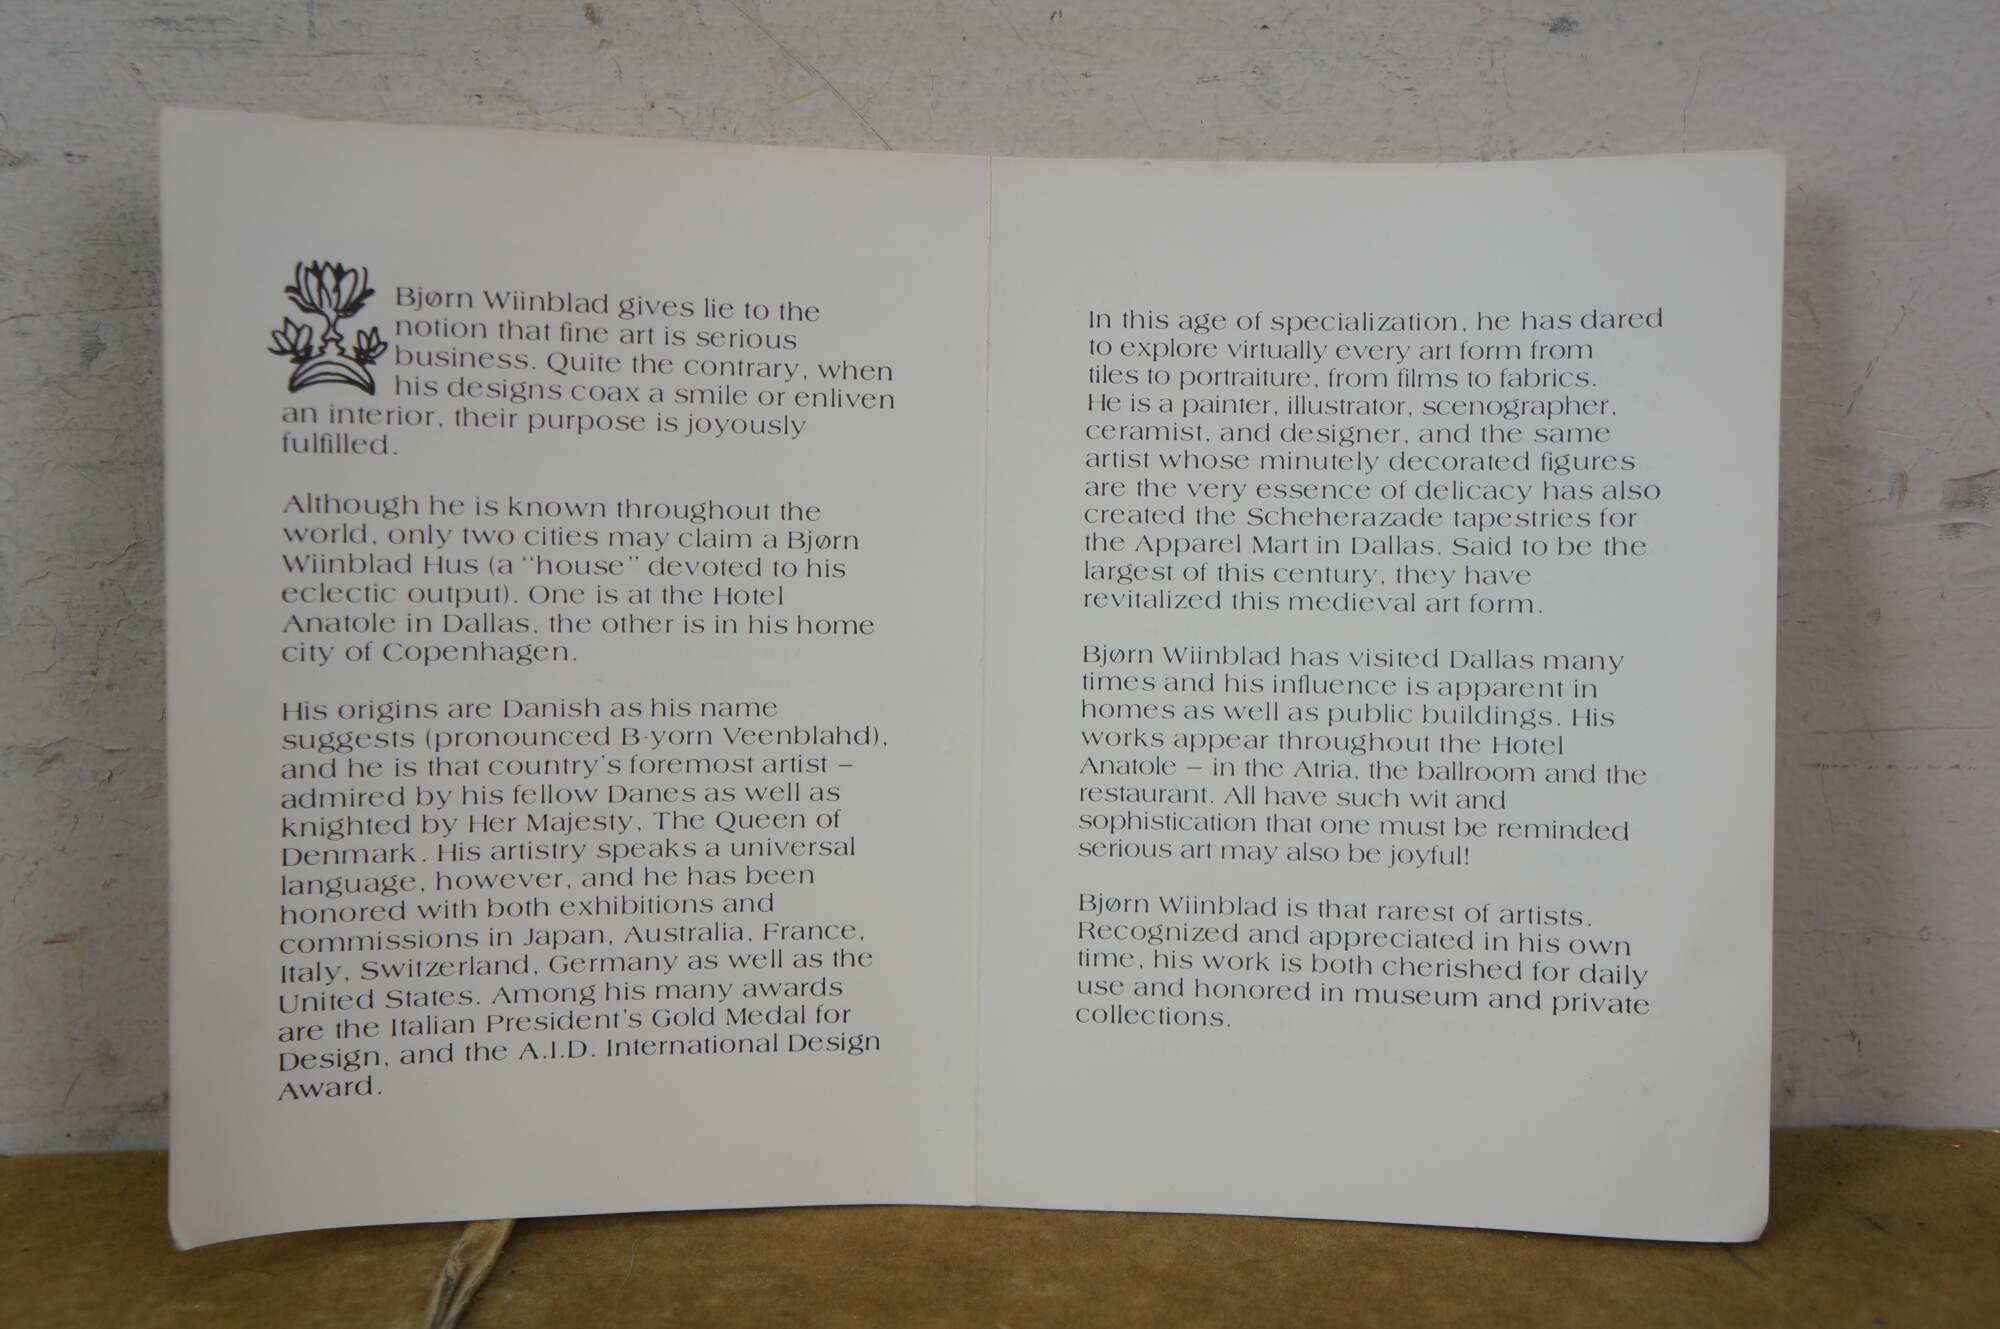 Bjørn Wiinblad gives lie to the
notion that fine art is serious
business. Quite the contrary, when
his designs coax a smile or enliven
an interior, their purpose is joyously
fulfilled.
Although he is known throughout the
world, only two cities may claim a Bjørn
Wiinblad Hus (a “house” devoted to his
eclectic output). One is at the Hotel
Anatole in Dallas, the other is in his home
city of Copenhagen.
His origins are Danish as his name
suggests (pronounced B-yorn Veenblahd),
and he is that country's foremost artist –
admired by his fellow Danes as well as
knighted by Her Majesty, The Queen of
Denmark. His artistry speaks a universal
language, however, and he has been
honored with both exhibitions and
commissions in Japan, Australia, France,
Italy, Switzerland, Germany as well as the
United States. Among his many awards
are the Italian President's Gold Medal for
Design, and the A.I.D. International Design
Award.
In this age of specialization, he has dared
to explore virtually every art form from
tiles to portraiture, from films to fabrics.
He is a painter, illustrator, scenographer,
ceramist, and designer, and the same
artist whose minutely decorated figures
are the very essence of delicacy has also
created the Scheherazade tapestries for
the Apparel Mart in Dallas. Said to be the
largest of this century, they have
revitalized this medieval art form.
Bjørn Wiinblad has visited Dallas many
times and his influence is apparent in
homes as well as public buildings. His
works appear throughout the Hotel
Anatole – in the Atria, the ballroom and the
restaurant. All have such wit and
sophistication that one must be reminded
serious art may also be joyful!
Bjørn Wiinblad is that rarest of artists.
Recognized and appreciated in his own
time, his work is both cherished for daily
use and honored in museum and private
collections.